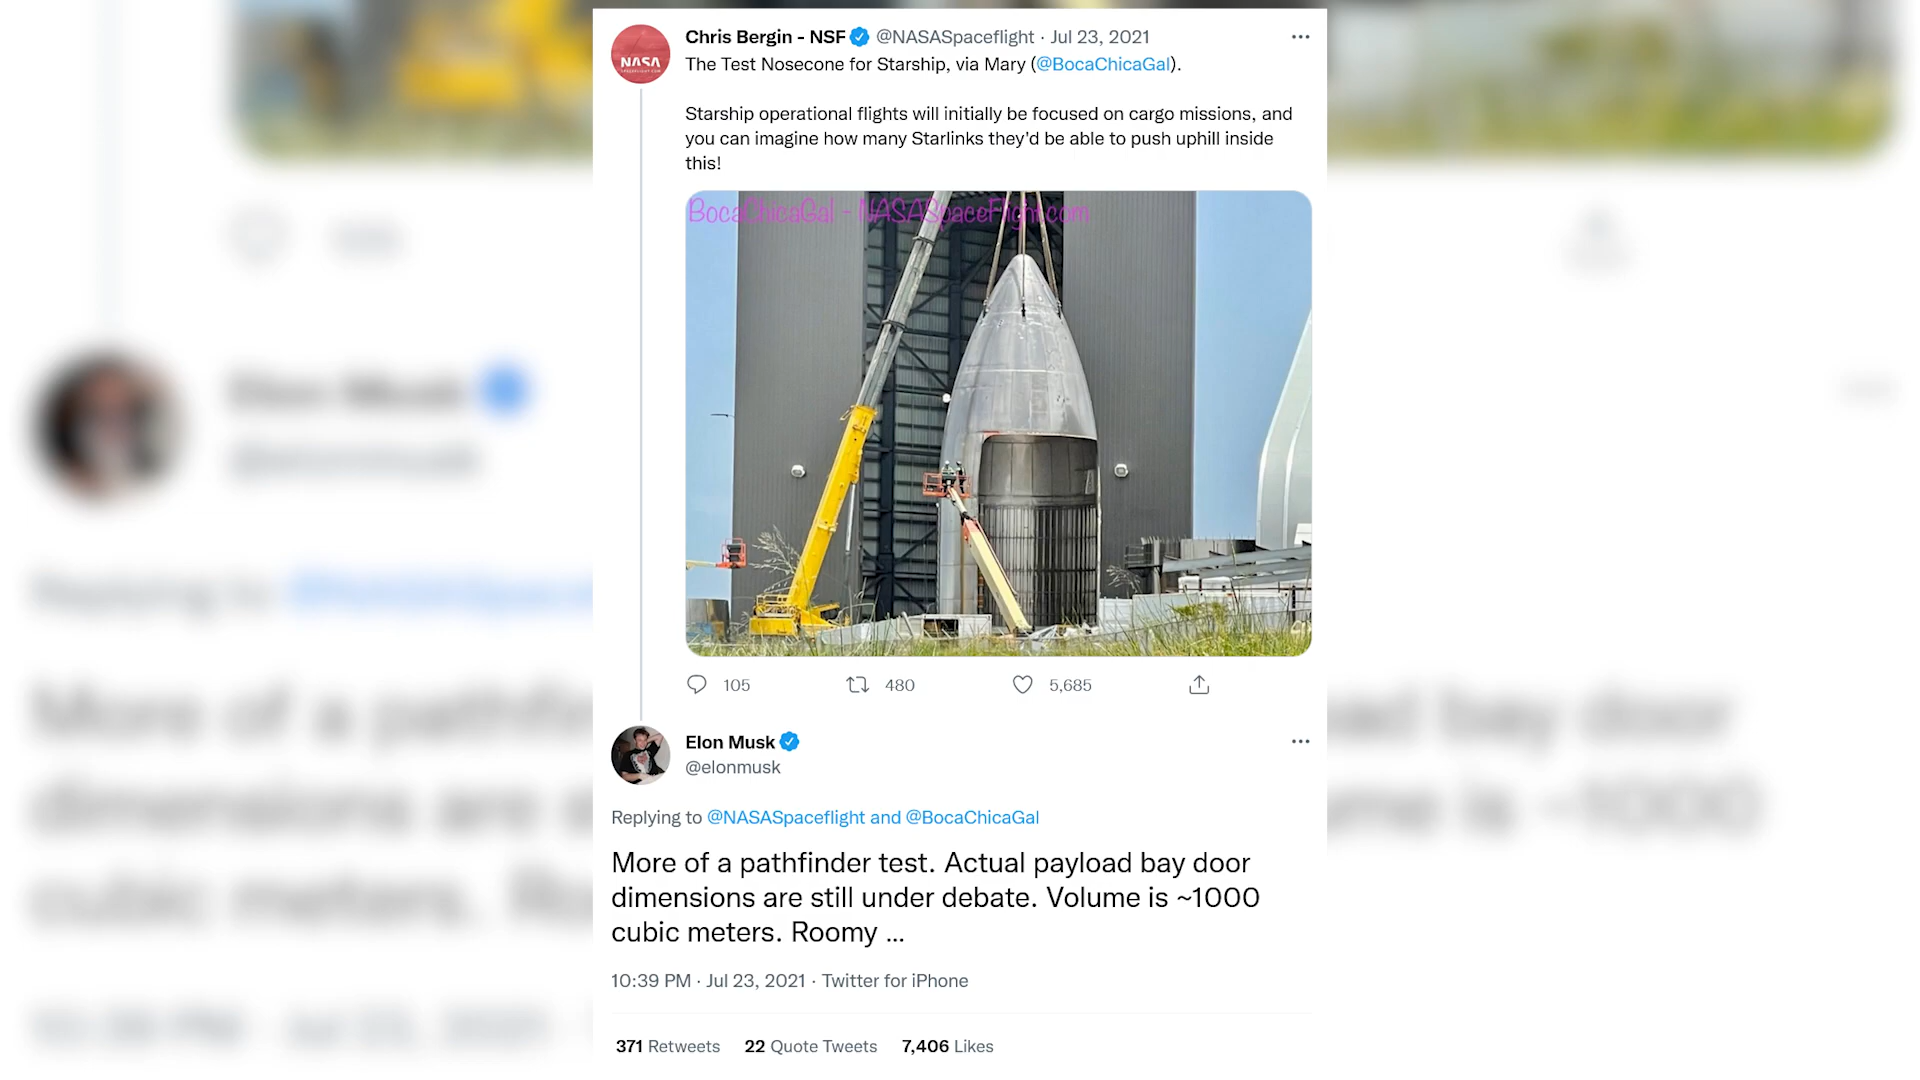 Chris Bergin - NSF @NASASpaceflight · Jul 23, 2021
NASA
The Test Nosecone for Starship, via Mary (@BocaChicaGal).
Starship operational flights will initially be focused on cargo missions, and
you can imagine how many Starlinks they'd be able to push uphill inside
this!
BocaChicaGal - NASASpaceFlight.com
105 480 5,685
Elon Musk
@elonmusk
Replying to @NASASpaceflight and @BocaChicaGal
More of a pathfinder test. Actual payload bay door
dimensions are still under debate. Volume is ~1000
cubic meters. Roomy ...
10:39 PM · Jul 23, 2021 · Twitter for iPhone
371 Retweets 22 Quote Tweets 7,406 Likes